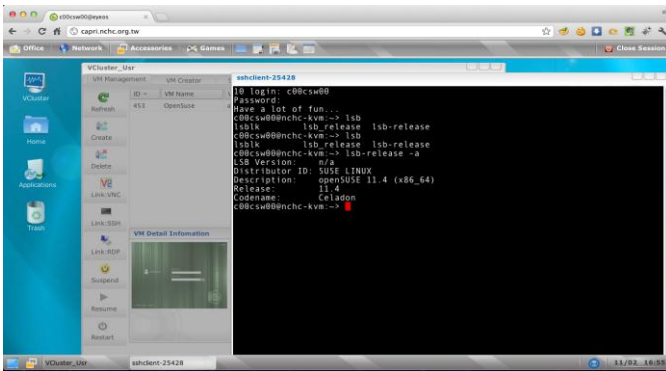 c00csw00@eyeos
capri.nchc.org.tw
Office Network Accessories Games Close Session
VCluster_Usr
VM Management VM Creator
ID VM Name
453 OpenSuse
Refresh
Create
Delete
Link:VNC
Link:SSH
Link:RDP
Suspend
Resume
Restart
VM Detail Infomation
VCluster
Home
Applications
Trash
sshclient-25428
10 login: c00csw00
Password:
Have a lot of fun...
c00csw00@nchc-kvm:~> lsb
lsblk lsb_release lsb-release
c00csw00@nchc-kvm:~> lsb
lsblk lsb_release lsb-release
c00csw00@nchc-kvm:~> lsb-release -a
LSB Version: n/a
Distributor ID: SUSE LINUX
Description: openSUSE 11.4 (x86_64)
Release: 11.4
Codename: Celadon
c00csw00@nchc-kvm:~>
VCluster_Usr sshclient-25428 11/02 16:55